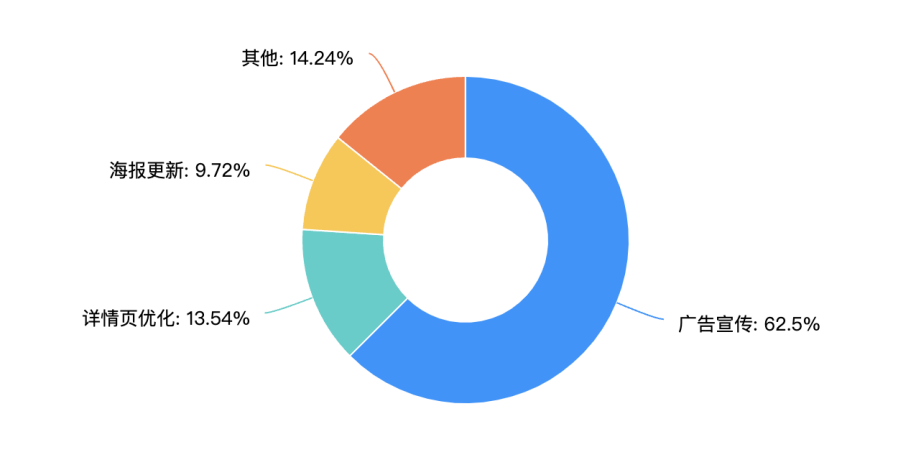 其他: 14.24%
海报更新: 9.72%
详情页优化: 13.54%
广告宣传: 62.5%